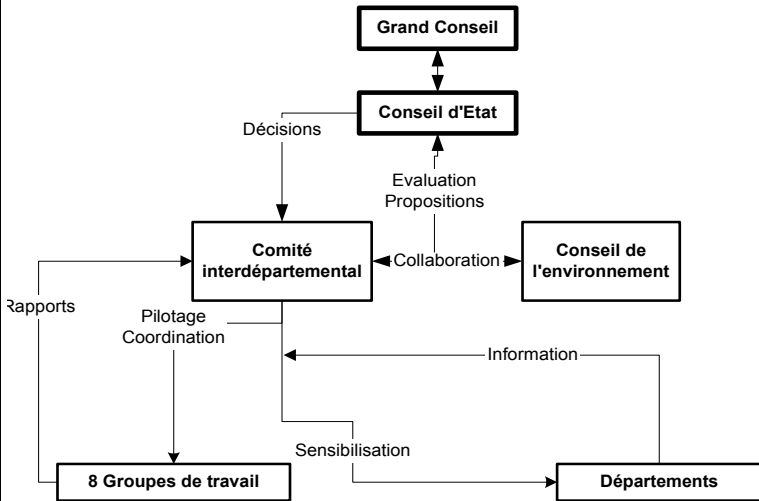 Grand Conseil
Conseil d'Etat
Décisions
Evaluation
Propositions
Comité
interdépartemental
Collaboration
Conseil de
l'environnement
Rapports
Pilotage
Coordination
Information
Sensibilisation
8 Groupes de travail
Départements